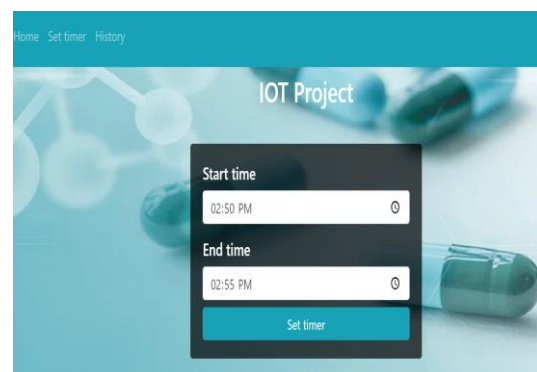 Home Set timer History
IOT Project
Start time
02:50 PM
End time
02:55 PM
Set timer